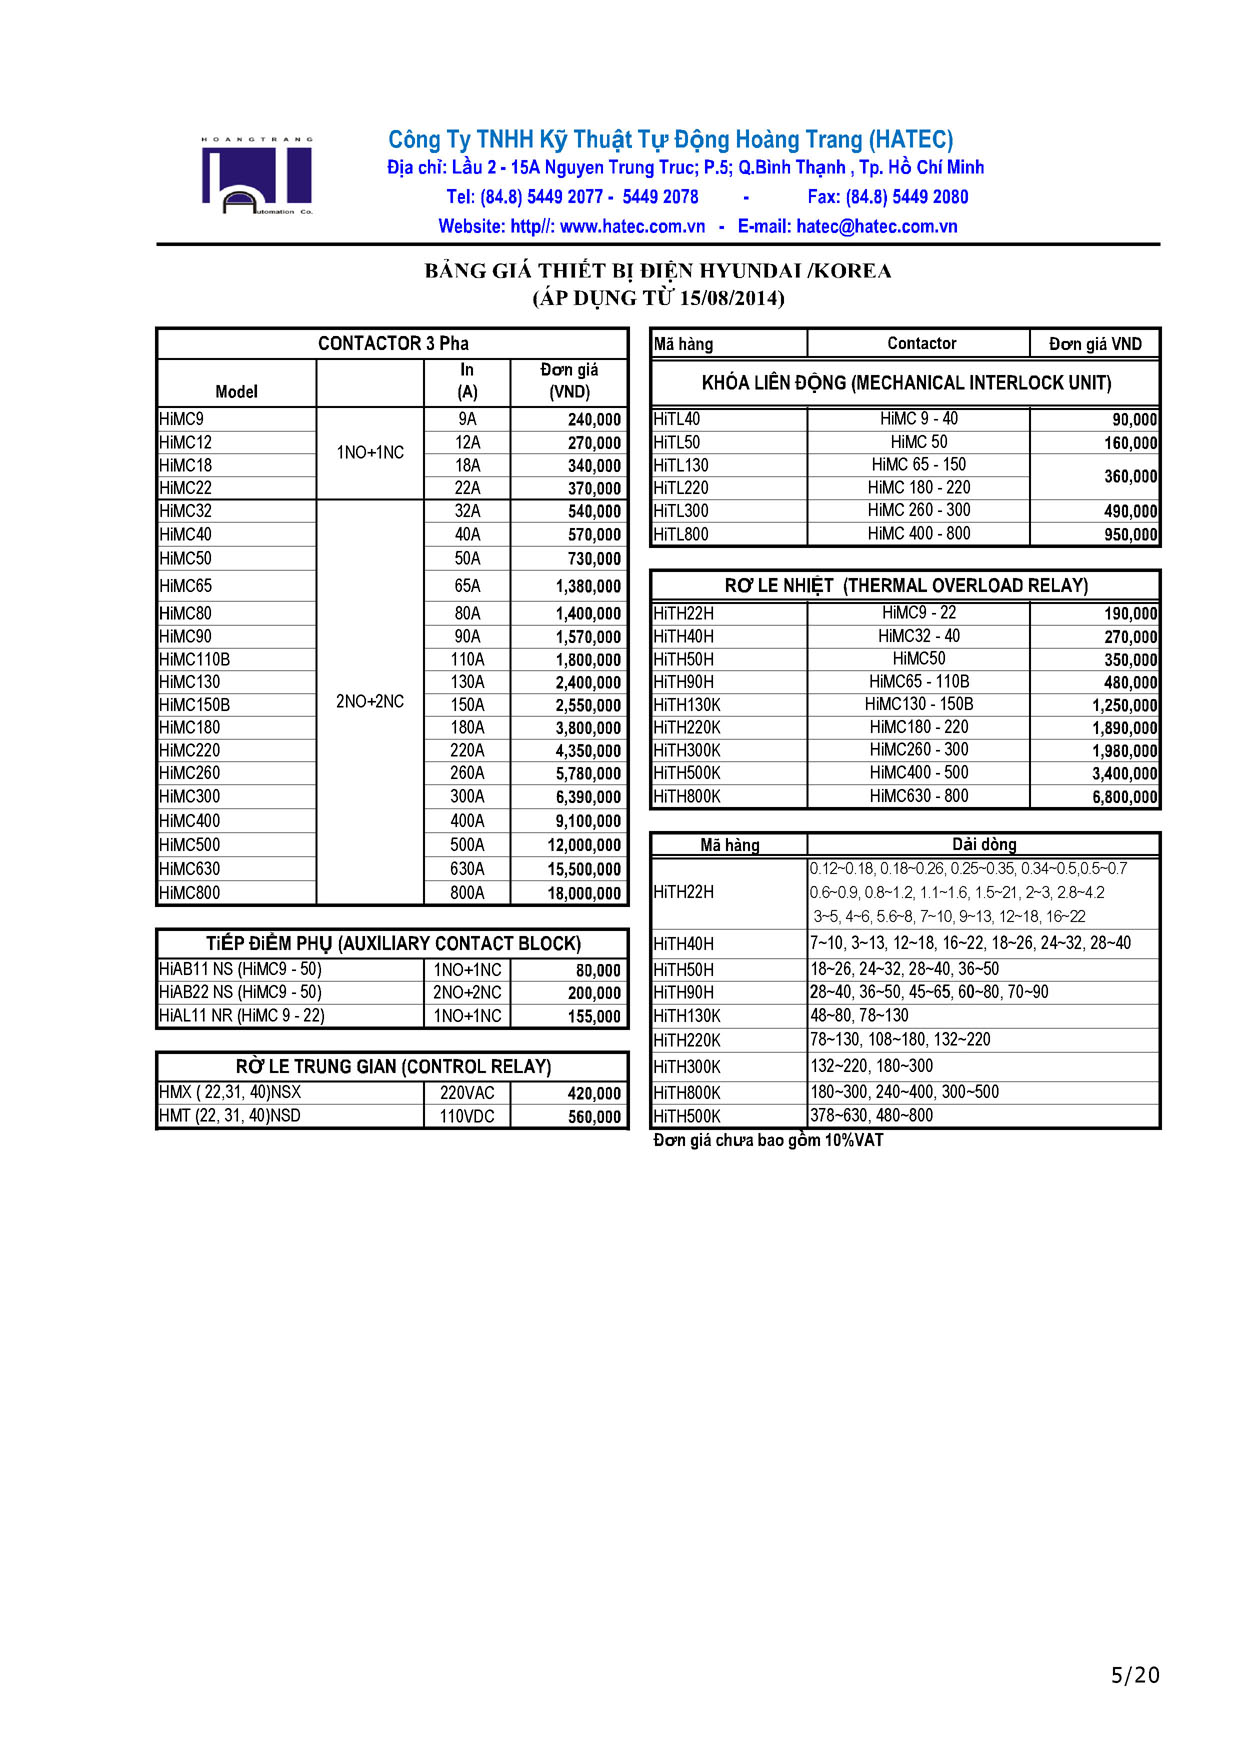 HOANGTRANG
Automation Co.
Công Ty TNHH Kỹ Thuật Tự Động Hoàng Trang (HATEC)
Địa chỉ: Lầu 2 - 15A Nguyen Trung Truc; P.5; Q.Bình Thạnh , Tp. Hồ Chí Minh
Tel: (84.8) 5449 2077 - 5449 2078 - Fax: (84.8) 5449 2080
Website: http//: www.hatec.com.vn - E-mail: hatec@hatec.com.vn
BẢNG GIÁ THIẾT BỊ ĐIỆN HYUNDAI /KOREA
(ÁP DỤNG TỪ 15/08/2014)
CONTACTOR 3 Pha
Model In (A) Đơn giá (VND)
HiMC9 1NO+1NC 9A 240,000
HiMC12 12A 270,000
HiMC18 18A 340,000
HiMC22 22A 370,000
HiMC32 2NO+2NC 32A 540,000
HiMC40 40A 570,000
HiMC50 50A 730,000
HiMC65 65A 1,380,000
HiMC80 80A 1,400,000
HiMC90 90A 1,570,000
HiMC110B 110A 1,800,000
HiMC130 130A 2,400,000
HiMC150B 150A 2,550,000
HiMC180 180A 3,800,000
HiMC220 220A 4,350,000
HiMC260 260A 5,780,000
HiMC300 300A 6,390,000
HiMC400 400A 9,100,000
HiMC500 500A 12,000,000
HiMC630 630A 15,500,000
HiMC800 800A 18,000,000
TiẾP ĐiỂM PHỤ (AUXILIARY CONTACT BLOCK)
HiAB11 NS (HiMC9 - 50) 1NO+1NC 80,000
HiAB22 NS (HiMC9 - 50) 2NO+2NC 200,000
HiAL11 NR (HiMC 9 - 22) 1NO+1NC 155,000
RỜ LE TRUNG GIAN (CONTROL RELAY)
HMX ( 22,31, 40)NSX 220VAC 420,000
HMT (22, 31, 40)NSD 110VDC 560,000
Mã hàng Contactor Đơn giá VND
KHÓA LIÊN ĐỘNG (MECHANICAL INTERLOCK UNIT)
HiTL40 HiMC 9 - 40 90,000
HiTL50 HiMC 50 160,000
HiTL130 HiMC 65 - 150 360,000
HiTL220 HiMC 180 - 220
HiTL300 HiMC 260 - 300 490,000
HiTL800 HiMC 400 - 800 950,000
RƠ LE NHIỆT (THERMAL OVERLOAD RELAY)
HiTH22H HiMC9 - 22 190,000
HiTH40H HiMC32 - 40 270,000
HiTH50H HiMC50 350,000
HiTH90H HiMC65 - 110B 480,000
HiTH130K HiMC130 - 150B 1,250,000
HiTH220K HiMC180 - 220 1,890,000
HiTH300K HiMC260 - 300 1,980,000
HiTH500K HiMC400 - 500 3,400,000
HiTH800K HiMC630 - 800 6,800,000
Mã hàng Dải dòng
0.12~0.18, 0.18~0.26, 0.25~0.35, 0.34~0.5,0.5~0.7
HiTH22H 0.6~0.9, 0.8~1.2, 1.1~1.6, 1.5~21, 2~3, 2.8~4.2
3~5, 4~6, 5.6~8, 7~10, 9~13, 12~18, 16~22
HiTH40H 7~10, 3~13, 12~18, 16~22, 18~26, 24~32, 28~40
HiTH50H 18~26, 24~32, 28~40, 36~50
HiTH90H 28~40, 36~50, 45~65, 60~80, 70~90
HiTH130K 48~80, 78~130
HiTH220K 78~130, 108~180, 132~220
HiTH300K 132~220, 180~300
HiTH800K 180~300, 240~400, 300~500
HiTH500K 378~630, 480~800
Đơn giá chưa bao gồm 10%VAT
5/20